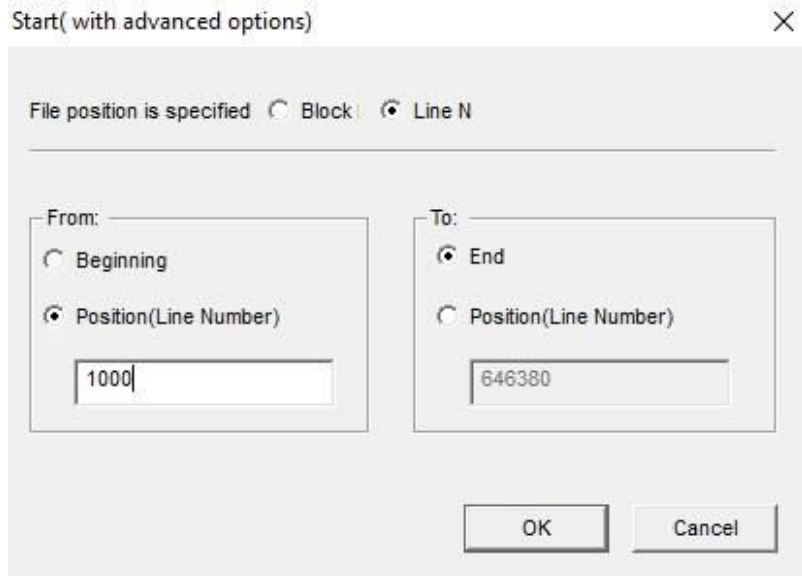 Start( with advanced options)
File position is specified Block Line N
From:
Beginning
Position(Line Number)
1000
To:
End
Position(Line Number)
646380
OK Cancel